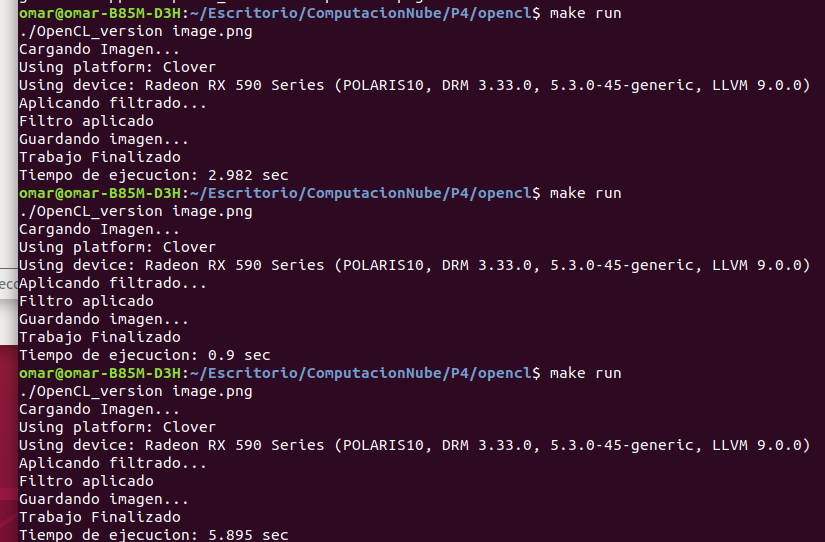 omar@omar-B85M-D3H:~/Escritorio/ComputacionNube/P4/opencl$ make run
./OpenCL_version image.png
Cargando Imagen...
Using platform: Clover
Using device: Radeon RX 590 Series (POLARIS10, DRM 3.33.0, 5.3.0-45-generic, LLVM 9.0.0)
Aplicando filtrado...
Filtro aplicado
Guardando imagen...
Trabajo Finalizado
Tiempo de ejecucion: 2.982 sec
omar@omar-B85M-D3H:~/Escritorio/ComputacionNube/P4/opencl$ make run
./OpenCL_version image.png
Cargando Imagen...
Using platform: Clover
Using device: Radeon RX 590 Series (POLARIS10, DRM 3.33.0, 5.3.0-45-generic, LLVM 9.0.0)
Aplicando filtrado...
Filtro aplicado
Guardando imagen...
Trabajo Finalizado
Tiempo de ejecucion: 0.9 sec
omar@omar-B85M-D3H:~/Escritorio/ComputacionNube/P4/opencl$ make run
./OpenCL_version image.png
Cargando Imagen...
Using platform: Clover
Using device: Radeon RX 590 Series (POLARIS10, DRM 3.33.0, 5.3.0-45-generic, LLVM 9.0.0)
Aplicando filtrado...
Filtro aplicado
Guardando imagen...
Trabajo Finalizado
Tiempo de ejecucion: 5.895 sec